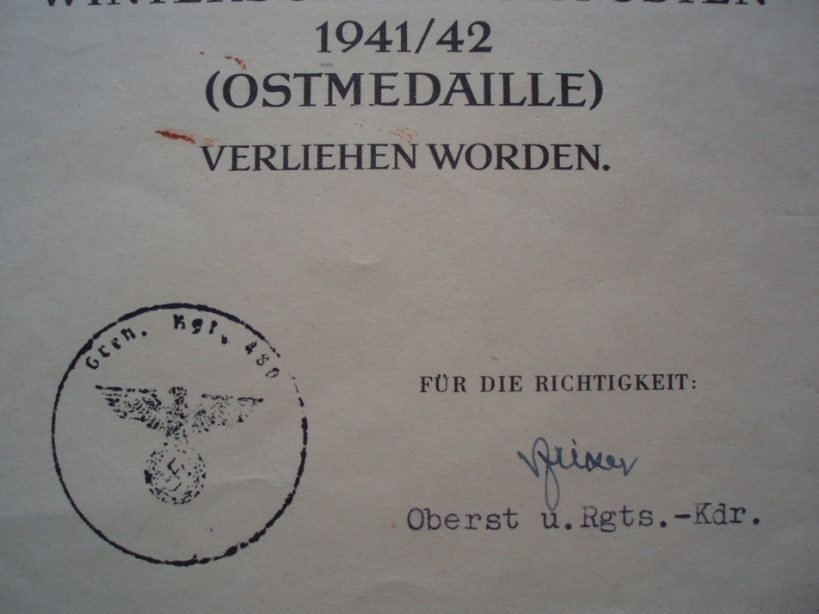 1941/42
(OSTMEDAILLE)
VERLIEHEN WORDEN.
Gren. Rgt. 480
FÜR DIE RICHTIGKEIT:
Oberst u. Rgts.-Kdr.